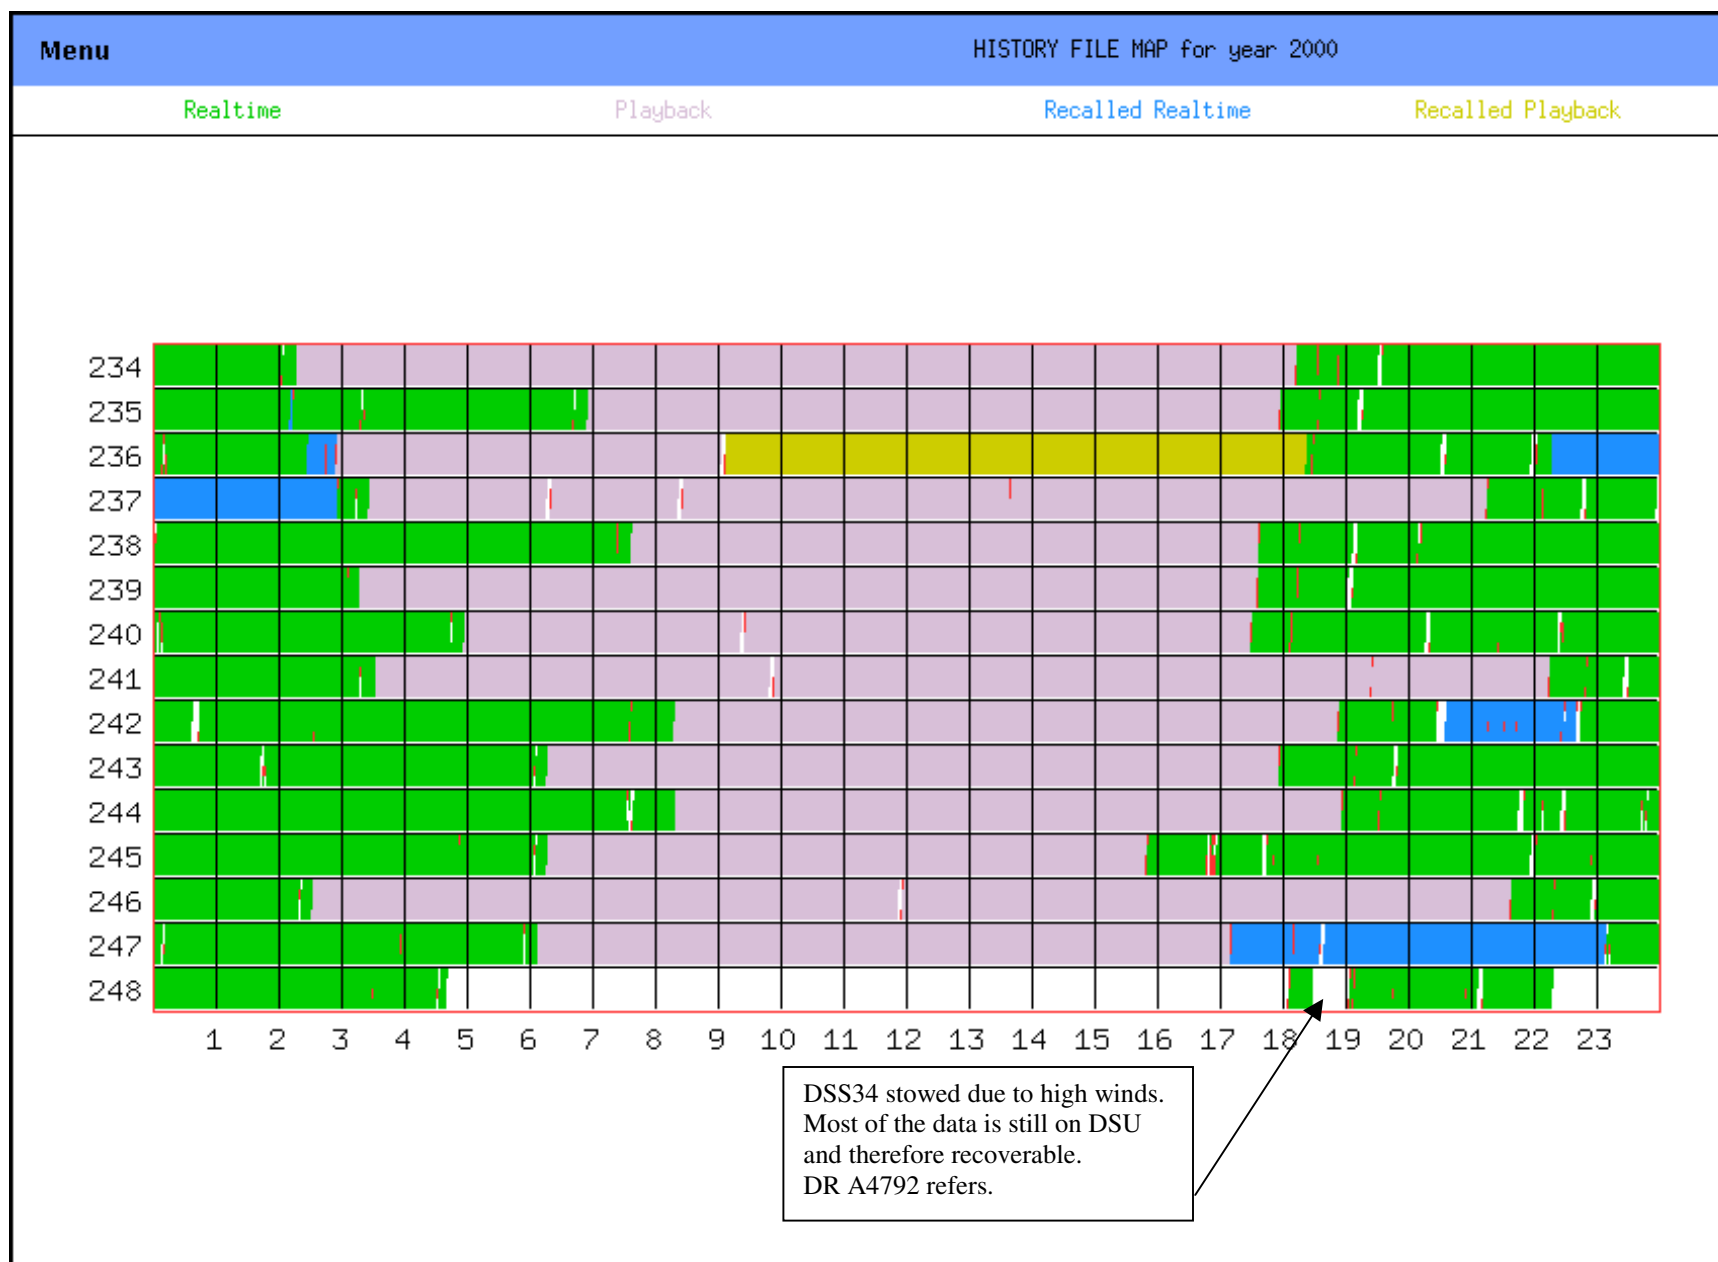 Menu HISTORY FILE MAP for year 2000
Realtime Playback Recalled Realtime Recalled Playback
234
235
236
237
238
239
240
241
242
243
244
245
246
247
248
1 2 3 4 5 6 7 8 9 10 11 12 13 14 15 16 17 18 19 20 21 22 23
DSS34 stowed due to high winds.
Most of the data is still on DSU
and therefore recoverable.
DR A4792 refers.